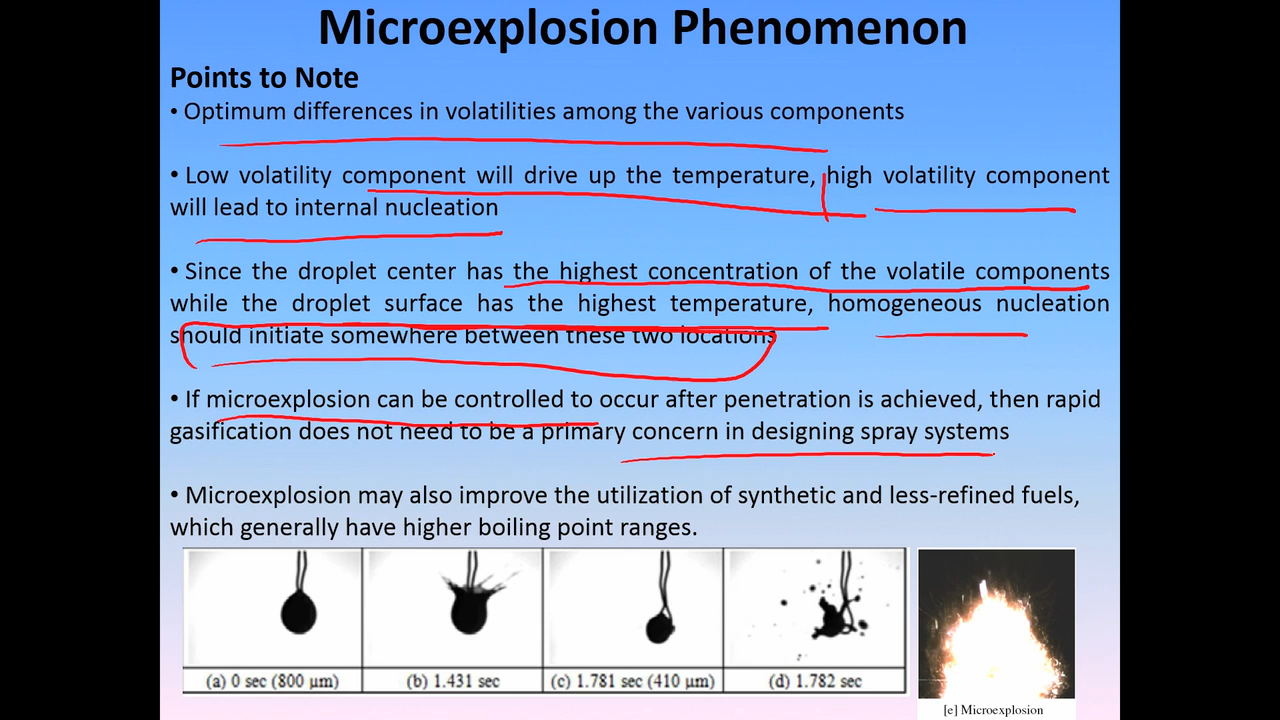 Microexplosion Phenomenon
Points to Note
• Optimum differences in volatilities among the various components
• Low volatility component will drive up the temperature, high volatility component
will lead to internal nucleation
• Since the droplet center has the highest concentration of the volatile components
while the droplet surface has the highest temperature, homogeneous nucleation
should initiate somewhere between these two locations
• If microexplosion can be controlled to occur after penetration is achieved, then rapid
gasification does not need to be a primary concern in designing spray systems
• Microexplosion may also improve the utilization of synthetic and less-refined fuels,
which generally have higher boiling point ranges.
(a) 0 sec (800 µm) (b) 1.431 sec (c) 1.781 sec (410 µm) (d) 1.782 sec
[e] Microexplosion